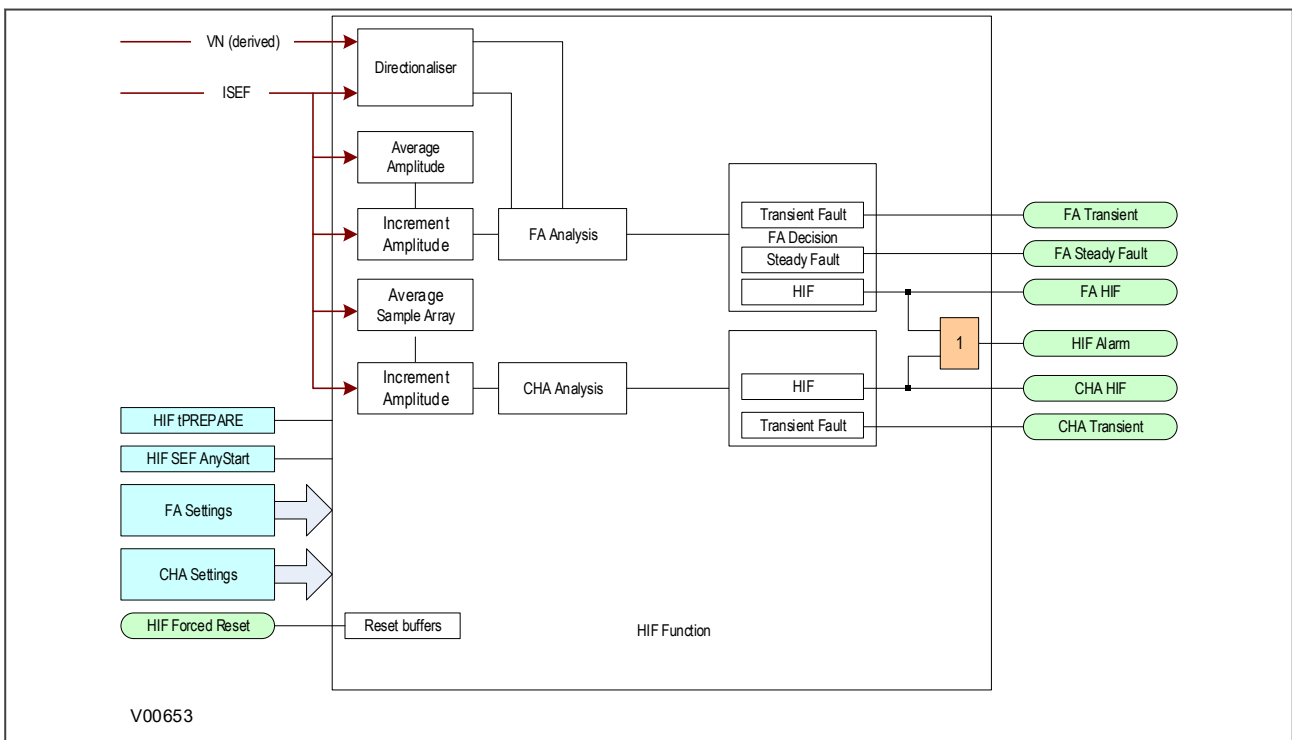 VN (derived)
ISEF
Directionaliser
Average
Amplitude
Increment
Amplitude
FA Analysis
Average
Sample Array
Increment
Amplitude
CHA Analysis
Transient Fault
FA Decision
Steady Fault
HIF
HIF
Transient Fault
1
FA Transient
FA Steady Fault
FA HIF
HIF Alarm
CHA HIF
CHA Transient
HIF tPREPARE
HIF SEF AnyStart
FA Settings
CHA Settings
HIF Forced Reset
Reset buffers
HIF Function
V00653